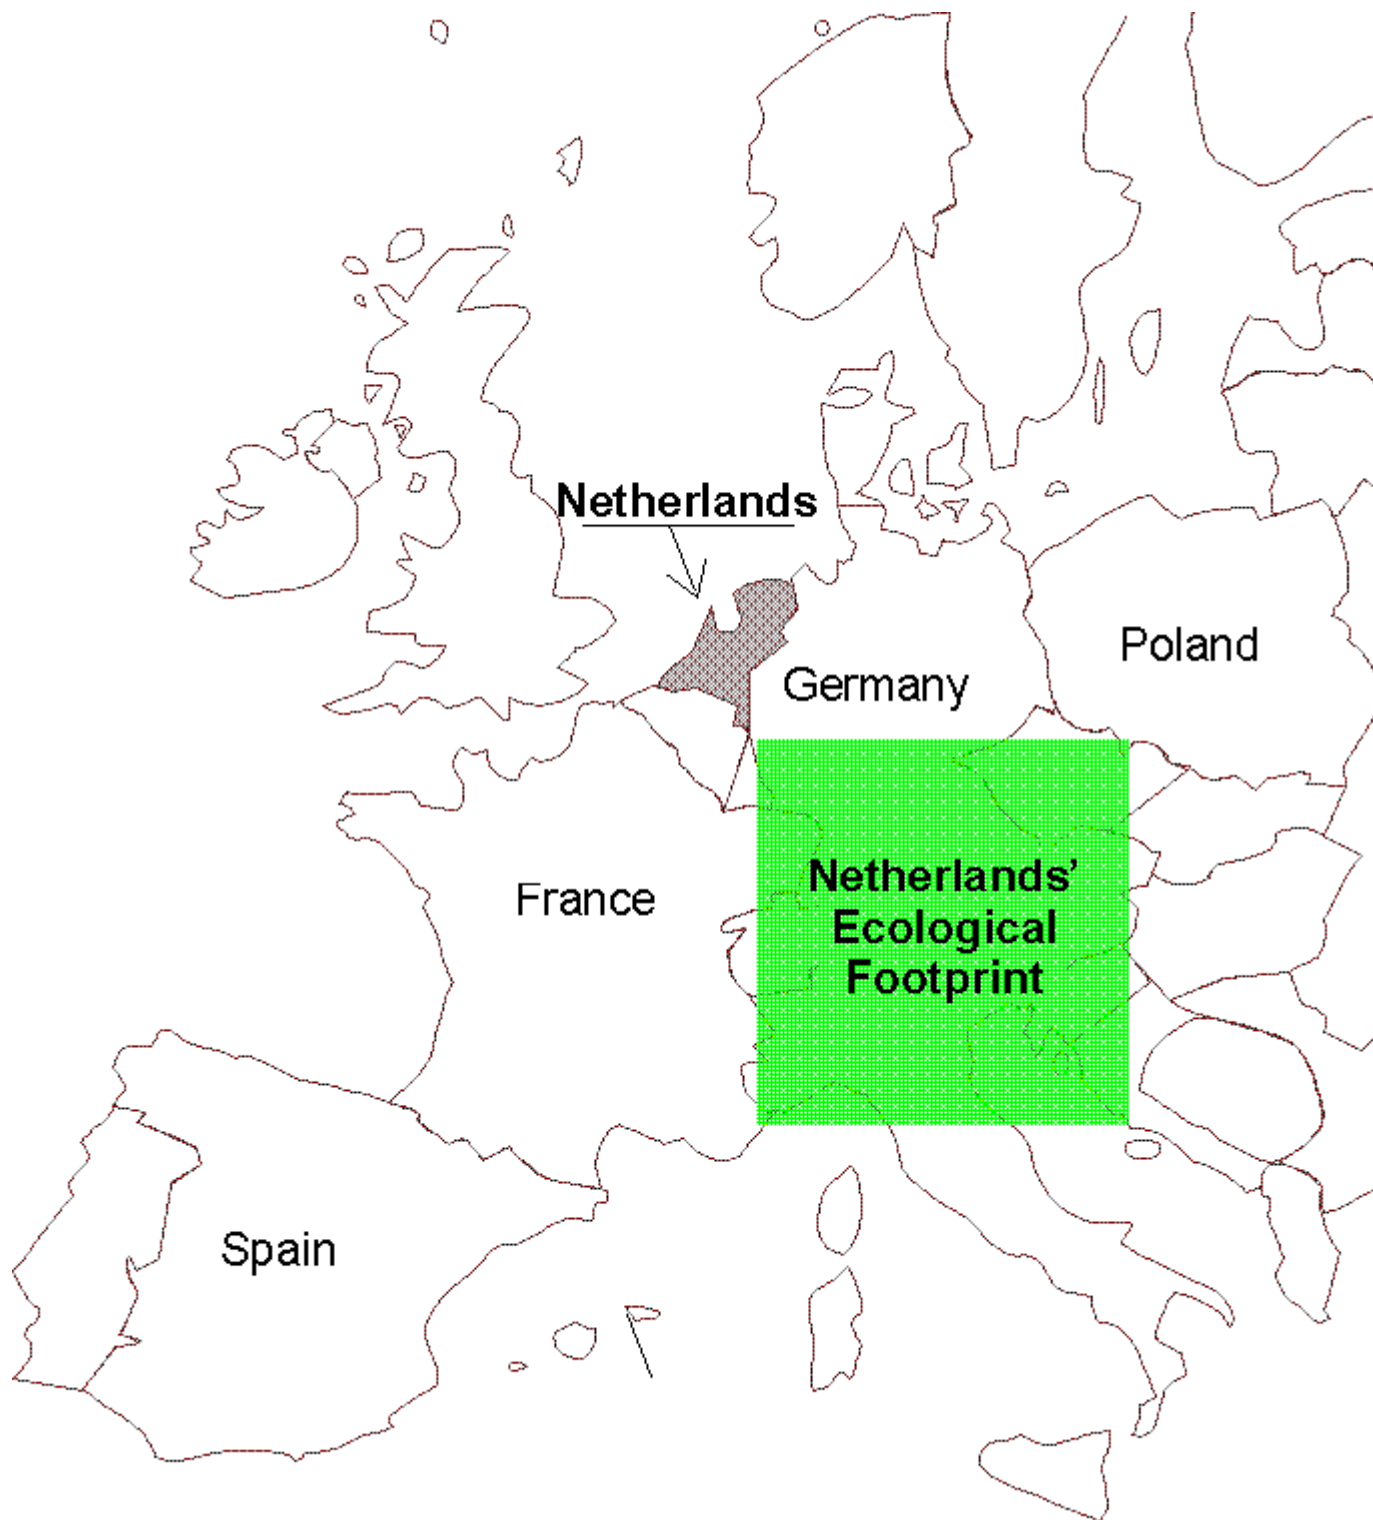 Netherlands
Poland
Germany
Netherlands’
Ecological
Footprint
France
Spain